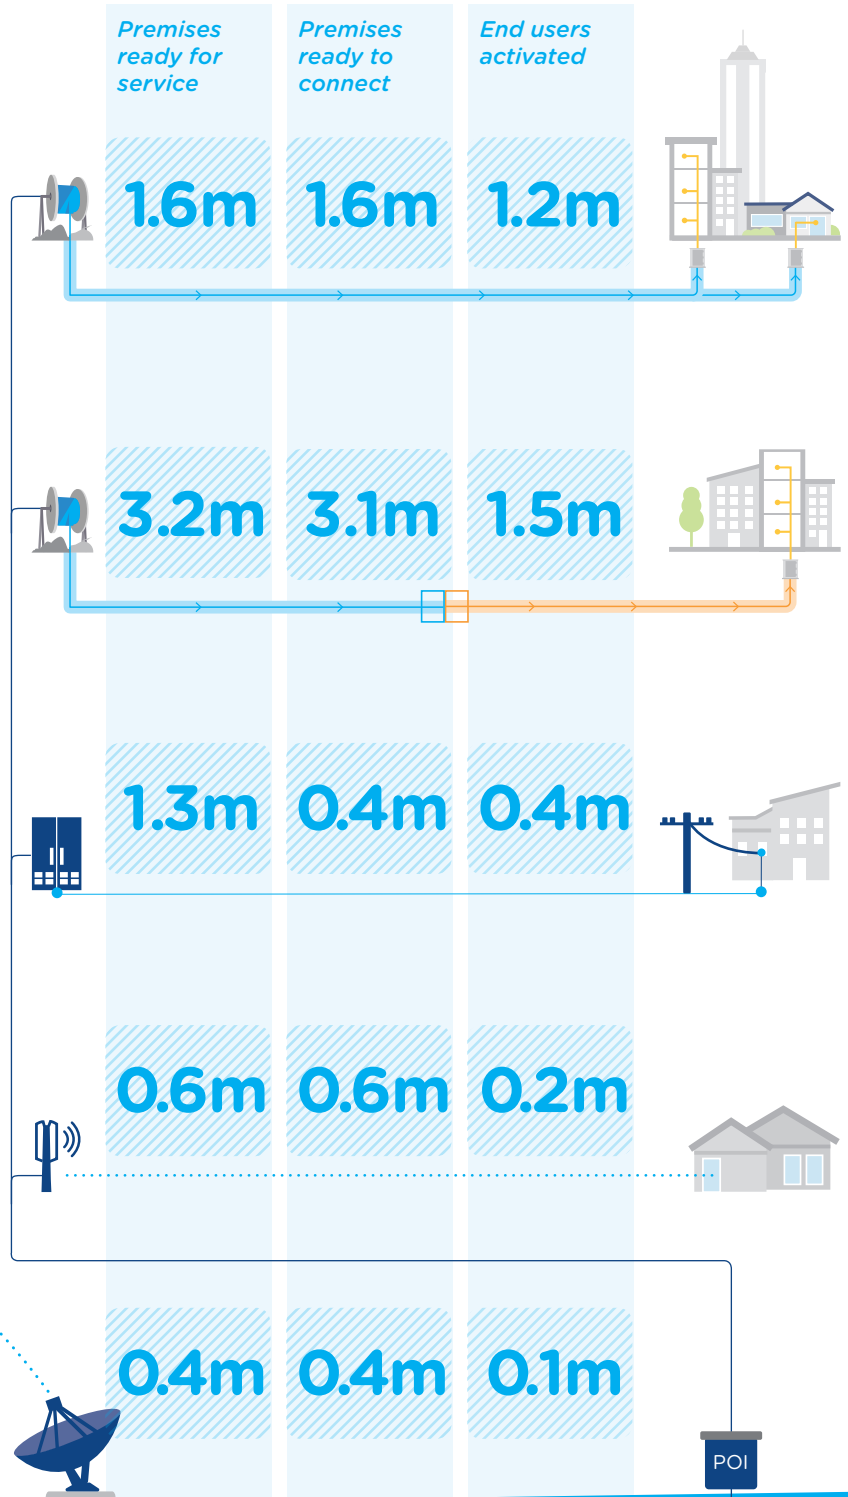 Premises
ready for
service
Premises
ready to
connect
End users
activated
1.6m 1.6m 1.2m
3.2m 3.1m 1.5m
1.3m 0.4m 0.4m
0.6m 0.6m 0.2m
0.4m 0.4m 0.1m
POI